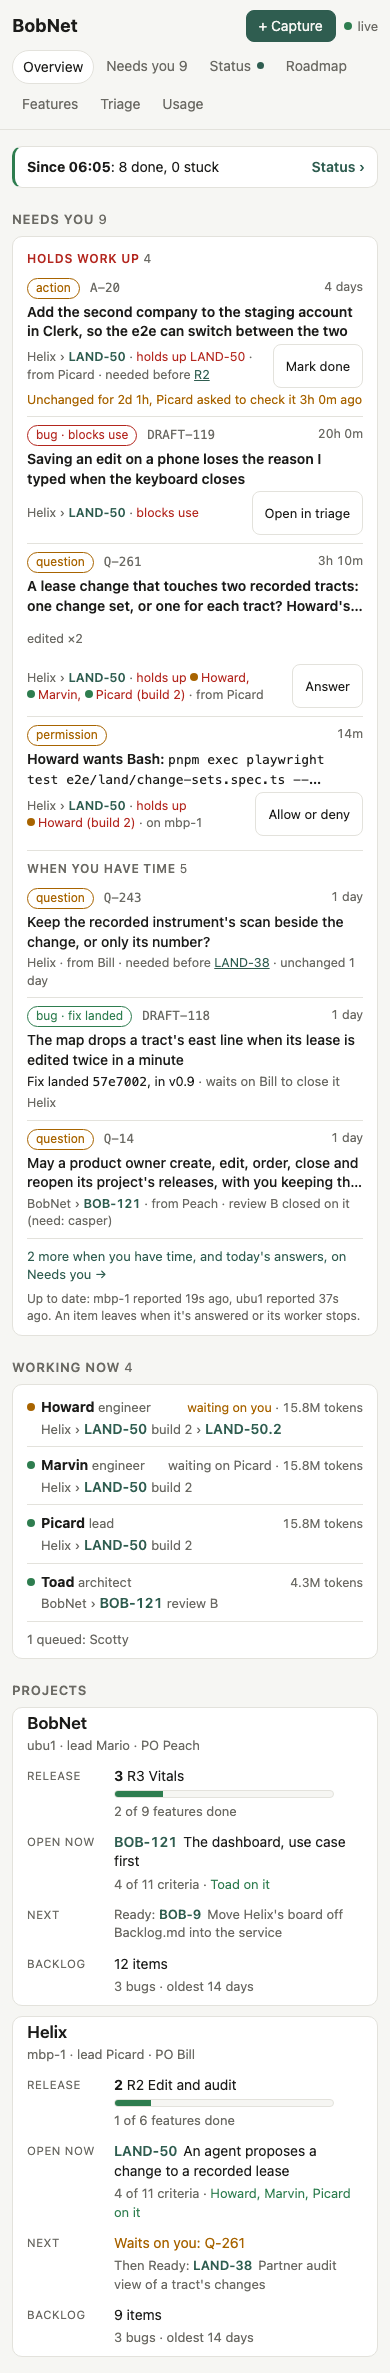 BobNet
+ Capture
live
Overview
Needs you 9
Status
Roadmap
Features
Triage
Usage
Since 06:05: 8 done, 0 stuck
Status ›
NEEDS YOU 9
HOLDS WORK UP 4
action A-20 4 days
Add the second company to the staging account
in Clerk, so the e2e can switch between the two
Helix › LAND-50 · holds up LAND-50 ·
from Picard · needed before R2
Mark done
Unchanged for 2d 1h, Picard asked to check it 3h 0m ago
bug · blocks use DRAFT-119 20h 0m
Saving an edit on a phone loses the reason I
typed when the keyboard closes
Helix › LAND-50 · blocks use
Open in triage
question Q-261 3h 10m
A lease change that touches two recorded tracts:
one change set, or one for each tract? Howard's...
edited ×2
Helix › LAND-50 · holds up Howard,
Marvin, Picard (build 2) · from Picard
Answer
permission 14m
Howard wants Bash: pnpm exec playwright
test e2e/land/change-sets.spec.ts --...
Helix › LAND-50 · holds up
Howard (build 2) · on mbp-1
Allow or deny
WHEN YOU HAVE TIME 5
question Q-243 1 day
Keep the recorded instrument's scan beside the
change, or only its number?
Helix · from Bill · needed before LAND-38 · unchanged 1
day
bug · fix landed DRAFT-118 1 day
The map drops a tract's east line when its lease is
edited twice in a minute
Fix landed 57e7002, in v0.9 · waits on Bill to close it
Helix
question Q-14 1 day
May a product owner create, edit, order, close and
reopen its project's releases, with you keeping th...
BobNet › BOB-121 · from Peach · review B closed on it
(need: casper)
2 more when you have time, and today's answers, on
Needs you →
Up to date: mbp-1 reported 19s ago, ubu1 reported 37s
ago. An item leaves when it's answered or its worker stops.
WORKING NOW 4
Howard engineer waiting on you · 15.8M tokens
Helix › LAND-50 build 2 › LAND-50.2
Marvin engineer waiting on Picard · 15.8M tokens
Helix › LAND-50 build 2
Picard lead 15.8M tokens
Helix › LAND-50 build 2
Toad architect 4.3M tokens
BobNet › BOB-121 review B
1 queued: Scotty
PROJECTS
BobNet
ubu1 · lead Mario · PO Peach
RELEASE 3 R3 Vitals
2 of 9 features done
OPEN NOW BOB-121 The dashboard, use case
first
4 of 11 criteria · Toad on it
NEXT Ready: BOB-9 Move Helix's board off
Backlog.md into the service
BACKLOG 12 items
3 bugs · oldest 14 days
Helix
mbp-1 · lead Picard · PO Bill
RELEASE 2 R2 Edit and audit
1 of 6 features done
OPEN NOW LAND-50 An agent proposes a
change to a recorded lease
4 of 11 criteria · Howard, Marvin, Picard
on it
NEXT Waits on you: Q-261
Then Ready: LAND-38 Partner audit
view of a tract's changes
BACKLOG 9 items
3 bugs · oldest 14 days